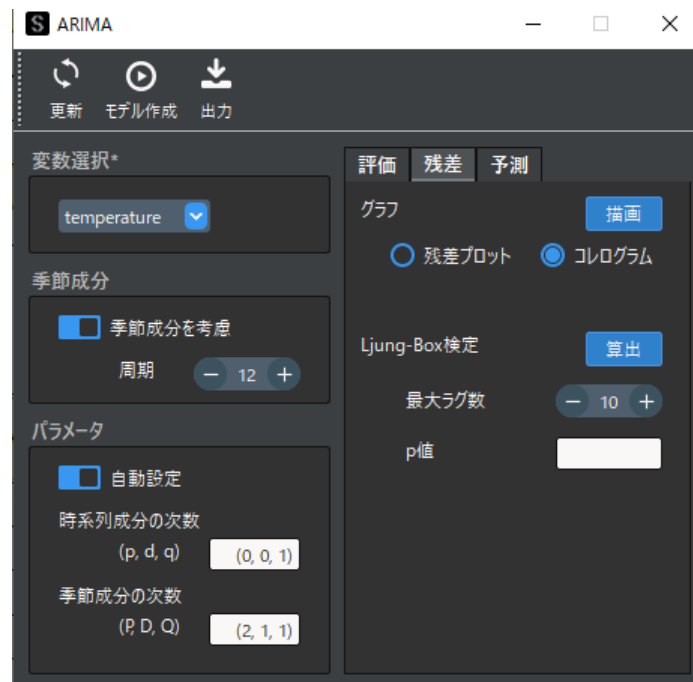 S ARIMA
更新 モデル作成 出力
変数選択*
temperature
季節成分
季節成分を考慮
周期 − 12 +
パラメータ
自動設定
時系列成分の次数
(p, d, q) (0, 0, 1)
季節成分の次数
(P, D, Q) (2, 1, 1)
評価 残差 予測
グラフ 描画
残差プロット コレログラム
Ljung-Box検定 算出
最大ラグ数 − 10 +
p値